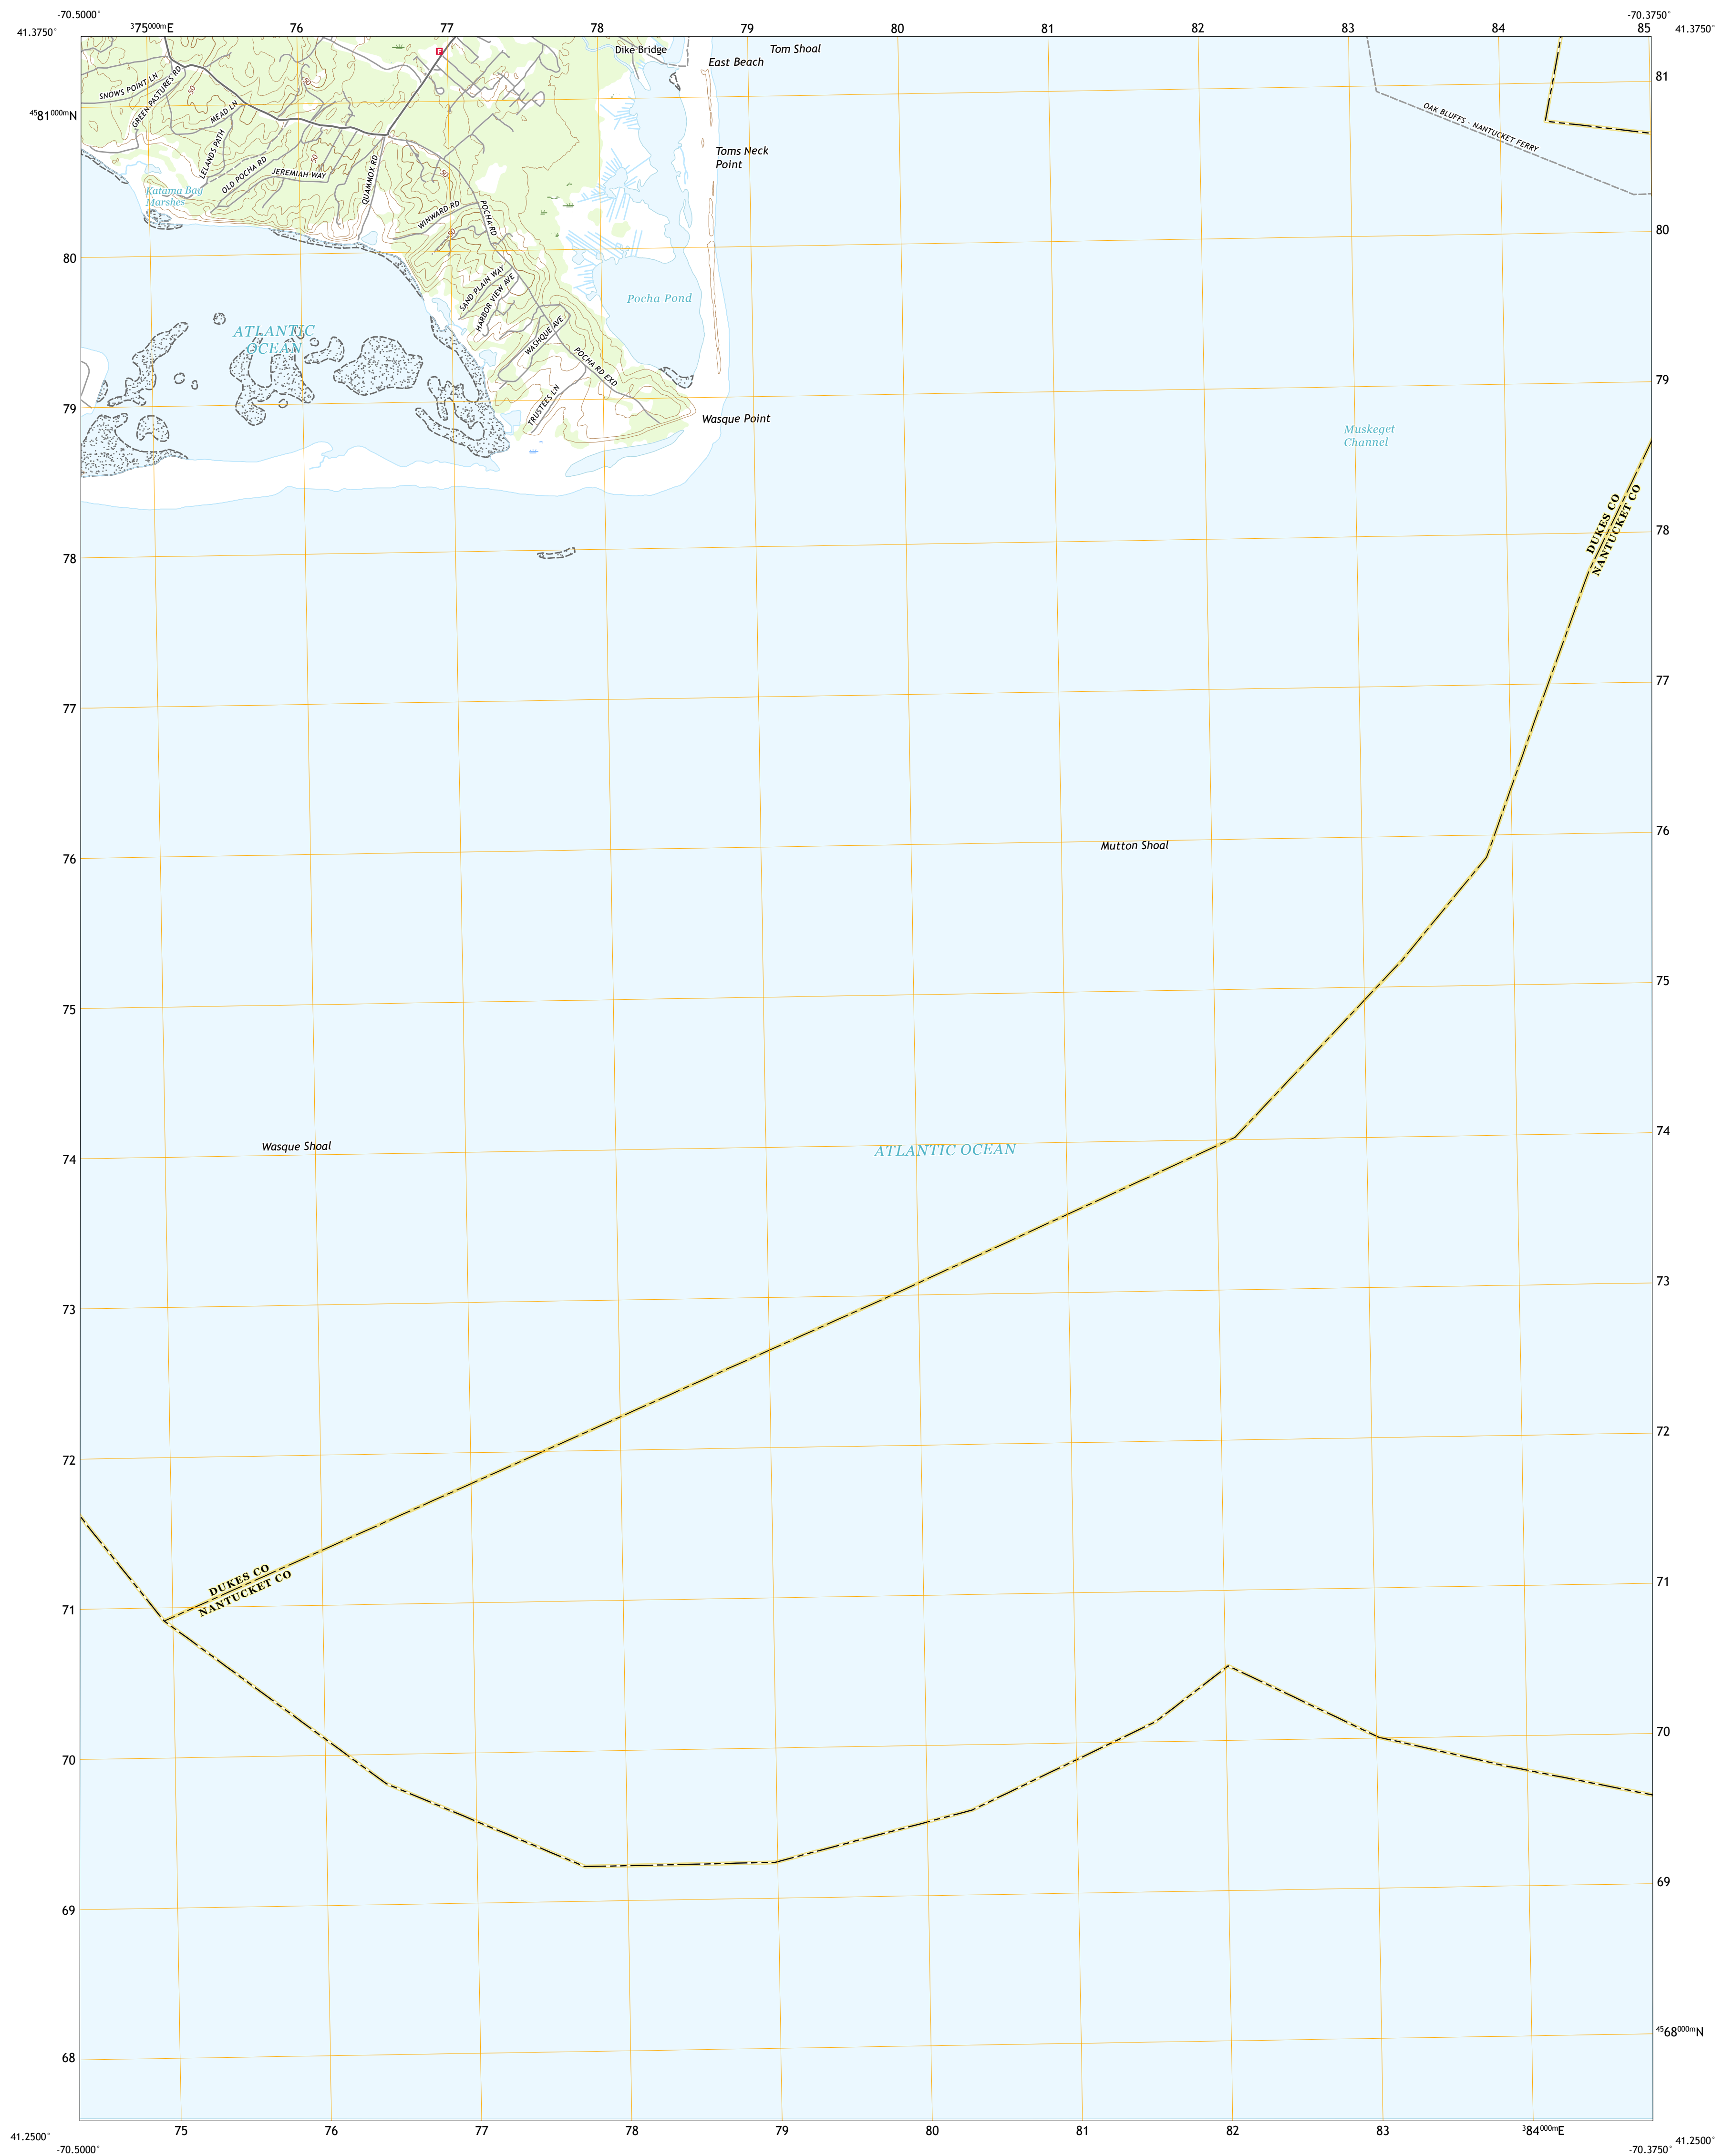 -70.5000°
-70.3750°
41.3750°
³75⁰⁰⁰ᵐE
76
77
78
79
80
81
82
83
84
85
41.3750°
Dike Bridge
Tom Shoal
East Beach
81
SNOWS POINT LN
GREEN PASTURES RD
50
50
F
⁴⁵81⁰⁰⁰ᵐN
MEAD LN
OAK BLUFFS - NANTUCKET FERRY
LELANDS PATH
OLD POCHA RD
50
JEREMIAH WAY
QUAMMOX RD
50
Toms Neck
Point
Katama Bay
Marshes
WINWARD RD
POCHA RD
50
80
80
SAND PLAIN WAY
HARBOR VIEW AVE
Pocha Pond
ATLANTIC
OCEAN
WASHQUE AVE
POCHA RD EXD
TRUSTEES LN
79
79
Wasque Point
Muskeget
Channel
DUKES CO
NANTUCKET CO
78
78
77
77
76
76
Mutton Shoal
75
75
74
74
Wasque Shoal
ATLANTIC OCEAN
73
73
72
72
DUKES CO
NANTUCKET CO
71
71
70
70
69
69
68
⁴⁵68⁰⁰⁰ᵐN
75
76
77
78
79
80
81
82
83
³84⁰⁰⁰ᵐE
41.2500°
41.2500°
-70.5000°
-70.3750°